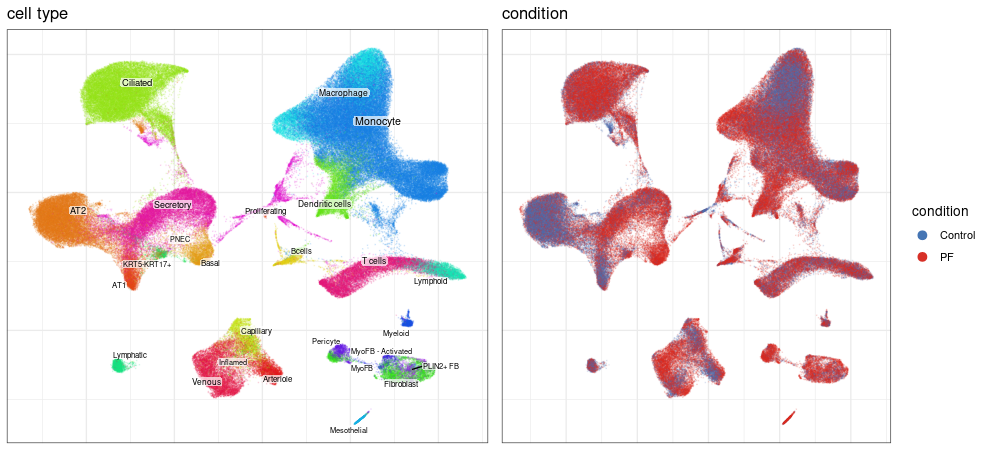 cell type
condition
Ciliated
Macrophage
Monocyte
AT2
Secretory
Dendritic cells
Proliferating
PNEC
Bcells
KRT5-KRT17+
Basal
T cells
AT1
Lymphoid
Capillary
Myeloid
Pericyte
Lymphatic
MyoFB - Activated
Inflamed
MyoFB
PLIN2+ FB
Venous
Arteriole
Fibroblast
Mesothelial
condition
Control
PF